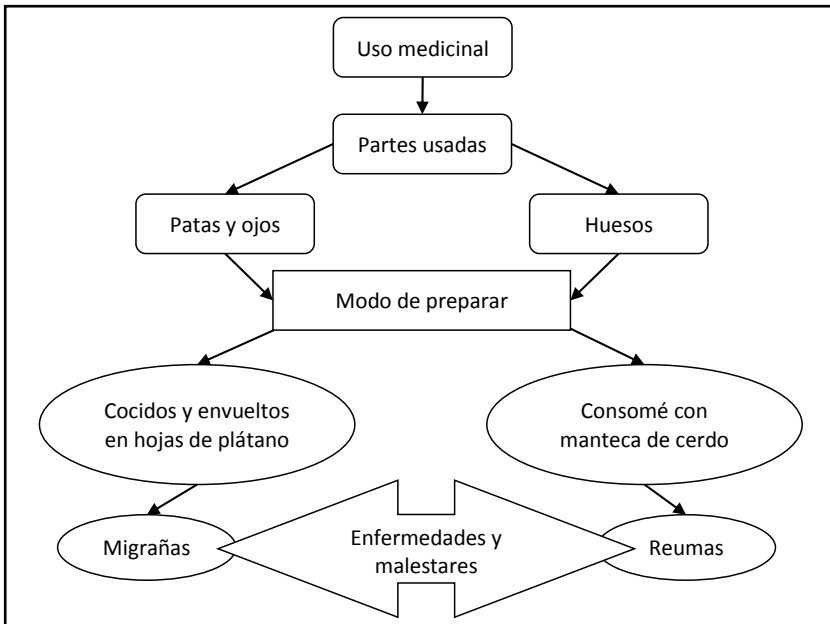 Uso medicinal
Partes usadas
Patas y ojos
Huesos
Modo de preparar
Cocidos y envueltos
en hojas de plátano
Consomé con
manteca de cerdo
Migrañas
Enfermedades y
malestares
Reumas